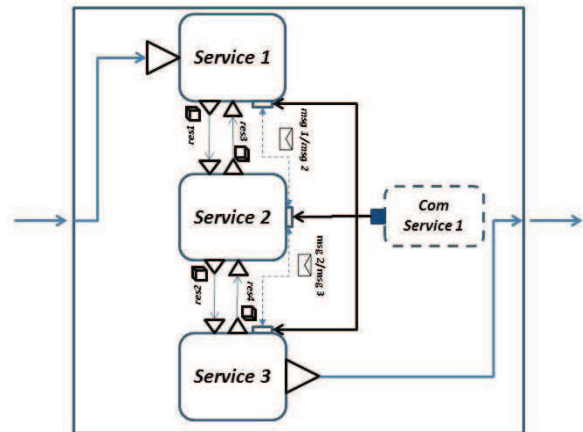 Service 1
res1
res3
msg 1/msg 2
Service 2
Com
Service 1
res2
res4
msg 2/msg 3
Service 3